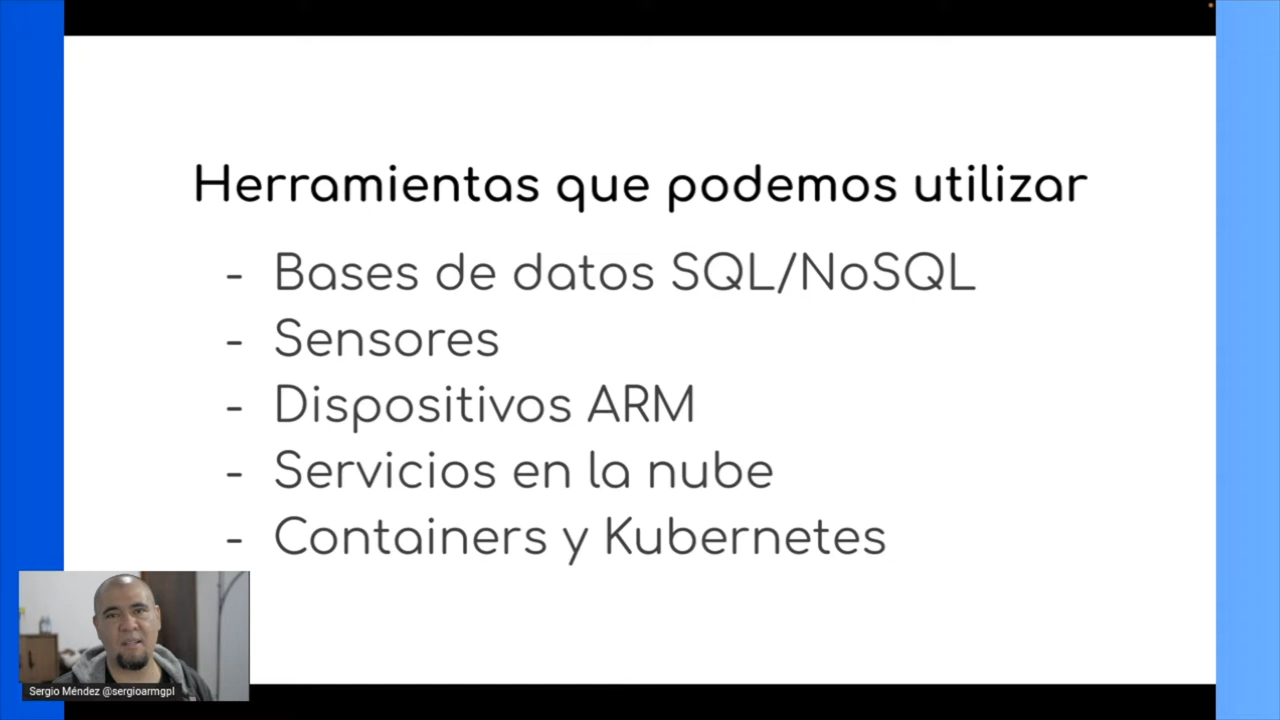 Herramientas que podemos utilizar
- Bases de datos SQL/NoSQL
- Sensores
- Dispositivos ARM
- Servicios en la nube
- Containers y Kubernetes
Sergio Méndez @sergioarmgpl